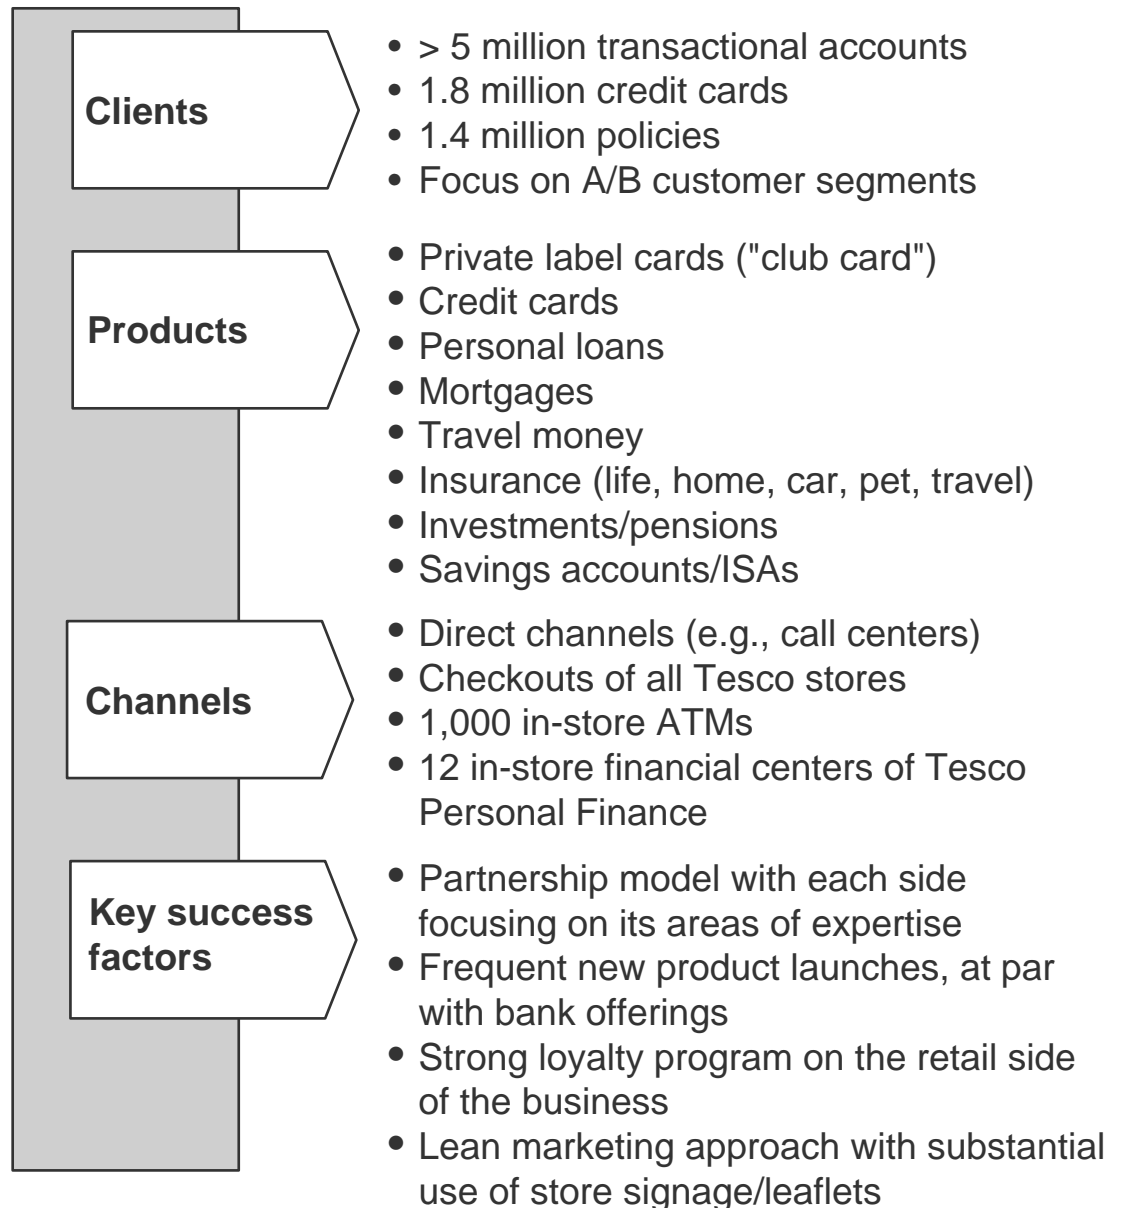 Clients
• > 5 million transactional accounts
• 1.8 million credit cards
• 1.4 million policies
• Focus on A/B customer segments
Products
• Private label cards ("club card")
• Credit cards
• Personal loans
• Mortgages
• Travel money
• Insurance (life, home, car, pet, travel)
• Investments/pensions
• Savings accounts/ISAs
Channels
• Direct channels (e.g., call centers)
• Checkouts of all Tesco stores
• 1,000 in-store ATMs
• 12 in-store financial centers of Tesco
Personal Finance
Key success
factors
• Partnership model with each side
focusing on its areas of expertise
• Frequent new product launches, at par
with bank offerings
• Strong loyalty program on the retail side
of the business
• Lean marketing approach with substantial
use of store signage/leaflets